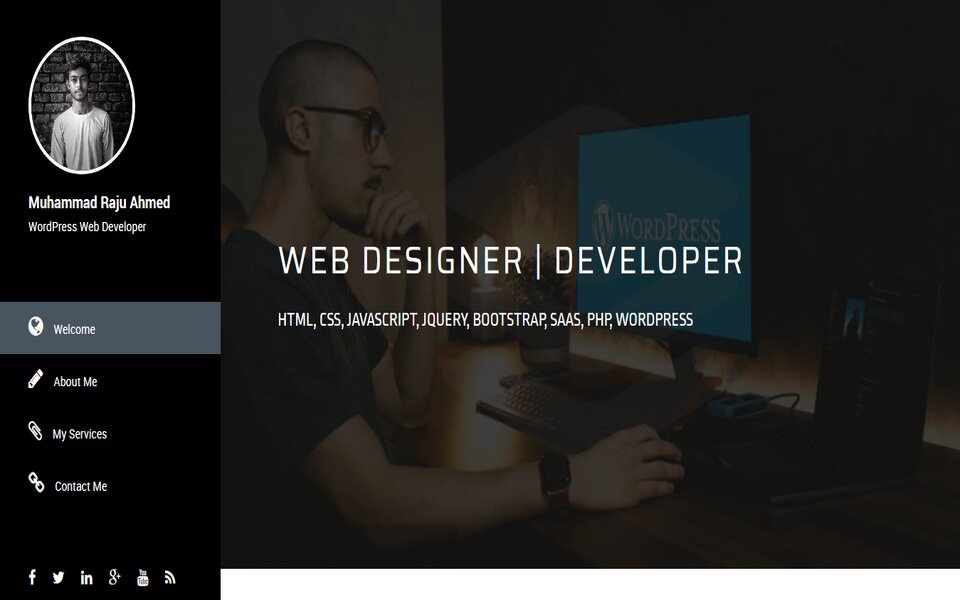 Muhammad Raju Ahmed
WordPress Web Developer
Welcome
About Me
My Services
Contact Me
WORDPRESS
WEB DESIGNER | DEVELOPER
HTML, CSS, JAVASCRIPT, JQUERY, BOOTSTRAP, SAAS, PHP, WORDPRESS